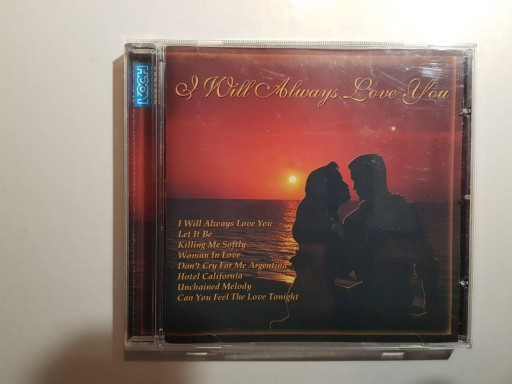 I Will Always Love You
I Will Always Love You
Let It Be
Killing Me Softly
Woman In Love
Don't Cry For Me Argentina
Hotel California
Unchained Melody
Can You Feel The Love Tonight